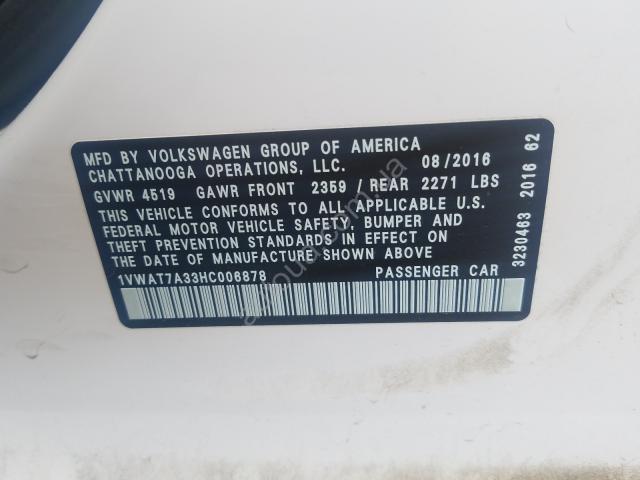 MFD BY VOLKSWAGEN GROUP OF AMERICA
CHATTANOOGA OPERATIONS, LLC. 08/2016
GVWR 4519 GAWR FRONT 2359 / REAR 2271 LBS
THIS VEHICLE CONFORMS TO ALL APPLICABLE U.S.
FEDERAL MOTOR VEHICLE SAFETY, BUMPER AND
THEFT PREVENTION STANDARDS IN EFFECT ON
THE DATE OF MANUFACTURE SHOWN ABOVE
1VWAT7A33HC006878 PASSENGER CAR
3230463 2016 62